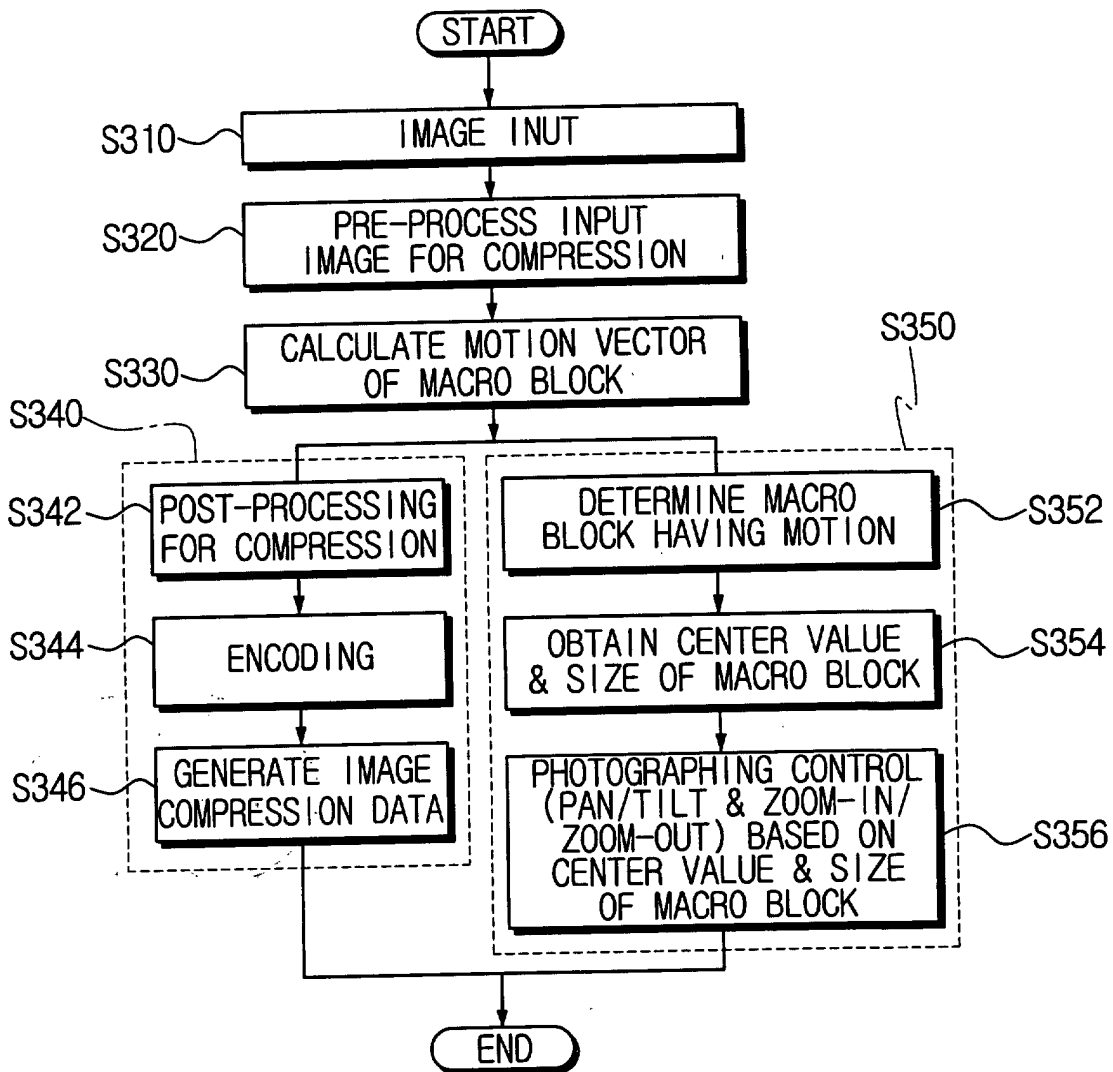 START
S310
IMAGE INUT
S320
PRE-PROCESS INPUT
IMAGE FOR COMPRESSION
S330
CALCULATE MOTION VECTOR
OF MACRO BLOCK
S350
S340
S342
POST-PROCESSING
FOR COMPRESSION
DETERMINE MACRO
BLOCK HAVING MOTION
S352
S344
ENCODING
OBTAIN CENTER VALUE
& SIZE OF MACRO BLOCK
S354
S346
GENERATE IMAGE
COMPRESSION DATA
PHOTOGRAPHING CONTROL
(PAN/TILT & ZOOM-IN/
ZOOM-OUT) BASED ON
CENTER VALUE & SIZE
OF MACRO BLOCK
S356
END